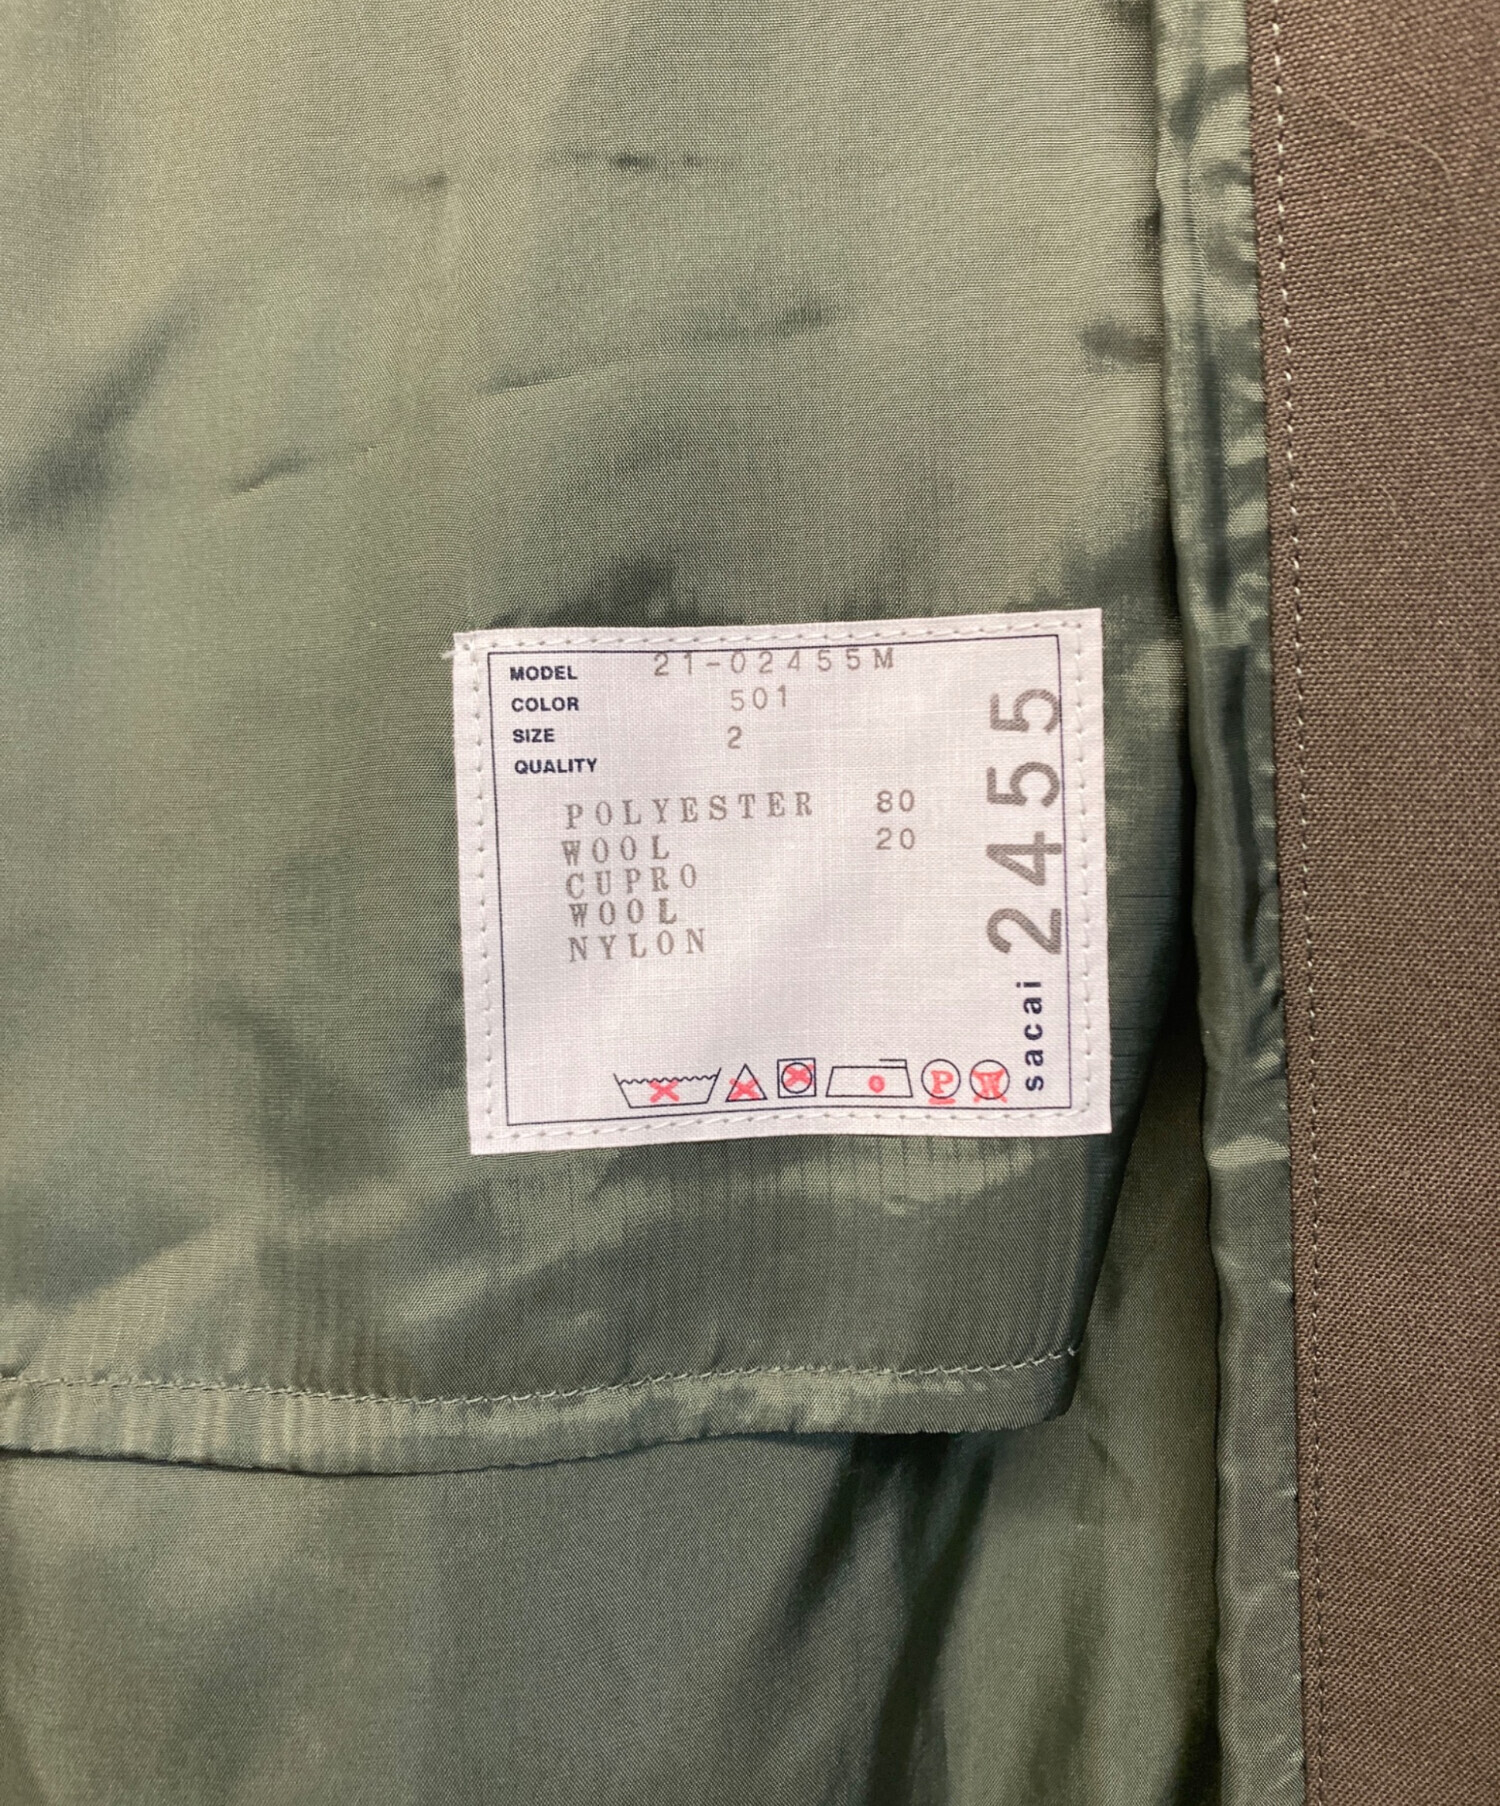 MODEL 21-02455M
COLOR 501
SIZE 2
QUALITY
POLYESTER 80
WOOL 20
CUPRO
WOOL
NYLON
P W
sacai 2455